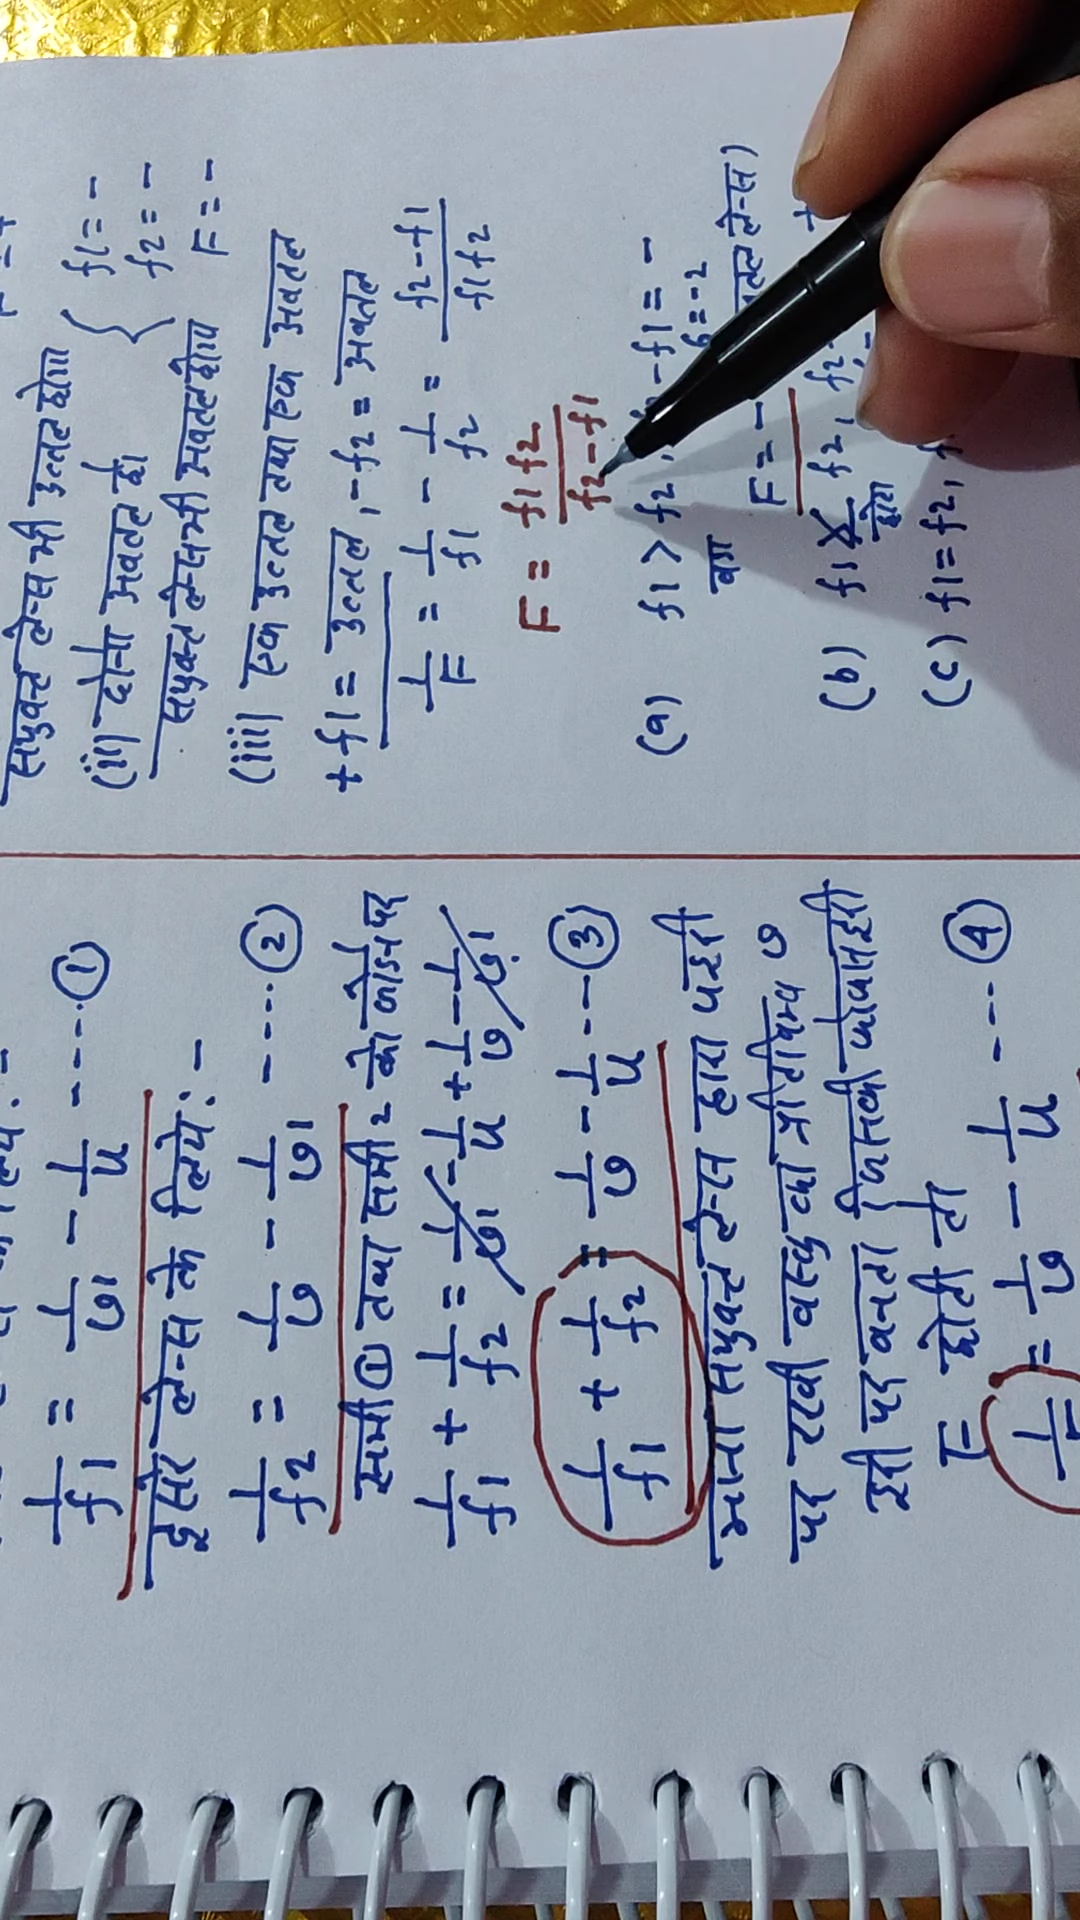 1/f1 = 1/v1 - 1/u ---- ①
दूसरे लेन्स के लिये :-
1/f2 = 1/v - 1/v1 ---- ②
समी ① तथा समी 2 को जोडने पर
1/f1 + 1/f2 = 1/v1 - 1/u + 1/v - 1/v1
1/f1 + 1/f2 = 1/v - 1/u --- ③
संयुक्त लेन्स द्वारा u दूरी
पर रखी वस्तु का प्रतिबिम्ब v
दूरी पर बनता जिसकी फोकस दूरी
F होती तो
1/F = 1/v - 1/u --- ④
संयुक्त लेन्स भी उत्तल होगा
(ii) दोनो अवतल हो। { f1 = -
f2 = -
संयुक्त लेन्स भी अवतल होगा F = -
(iii) एक उत्तल तथा एक अवतल
+f1 = उत्तल , -f2 = अवतल
1/F = 1/f1 - 1/f2 = f2-f1/f1f2
F = f1f2/f2-f1
(a) f1 > f2, -f1 = -
F = -
(b) f1 f2, f2
(c) f1 = f2, f